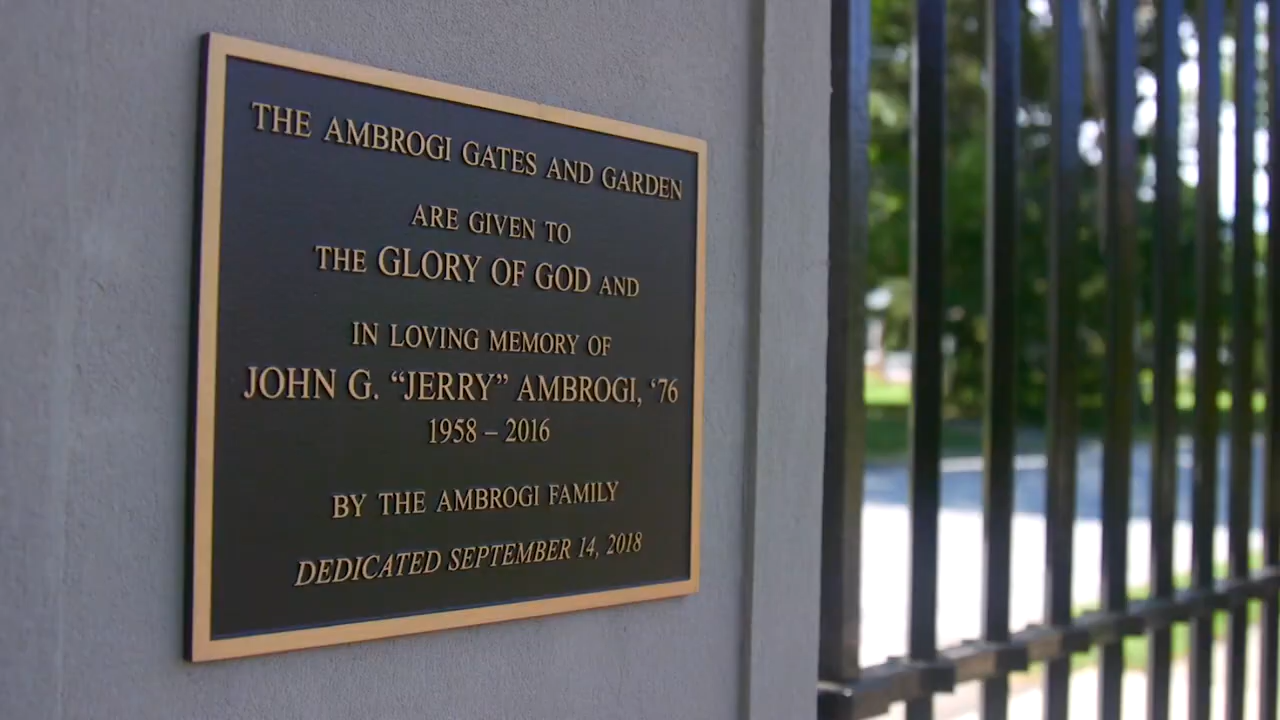 THE AMBROGI GATES AND GARDEN
ARE GIVEN TO
THE GLORY OF GOD AND
IN LOVING MEMORY OF
JOHN G. “JERRY” AMBROGI, ‘76
1958 – 2016
BY THE AMBROGI FAMILY
DEDICATED SEPTEMBER 14, 2018